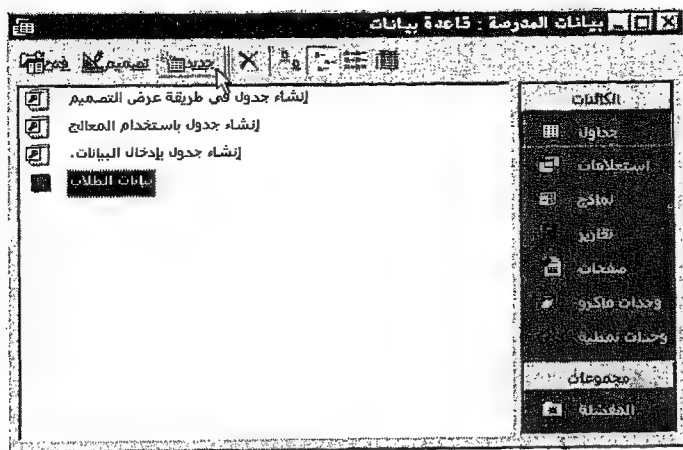 بيانات المدرسة : قاعدة بيانات
فتح تصميم جديد
إنشاء جدول في طريقة عرض التصميم
إنشاء جدول باستخدام المعالج
إنشاء جدول بإدخال البيانات.
بيانات الطلاب
الكائنات
جداول
استعلامات
نماذج
تقارير
صفحات
وحدات ماكرو
وحدات نمطية
مجموعات
المفضلة